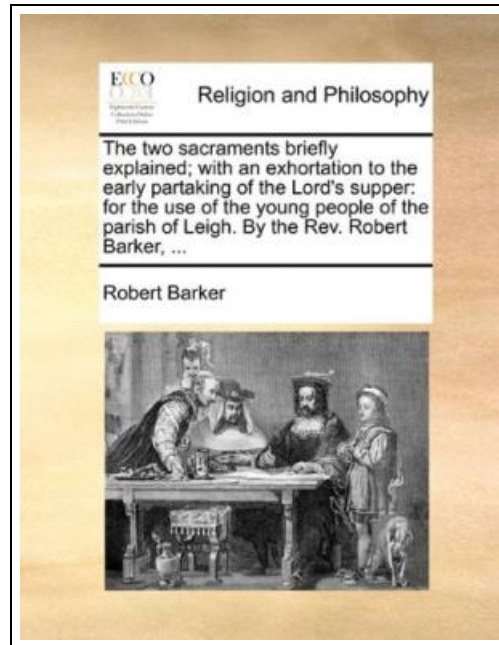 ECCO
Religion and Philosophy
The two sacraments briefly
explained; with an exhortation to the
early partaking of the Lord's supper:
for the use of the young people of the
parish of Leigh. By the Rev. Robert
Barker, ...
Robert Barker